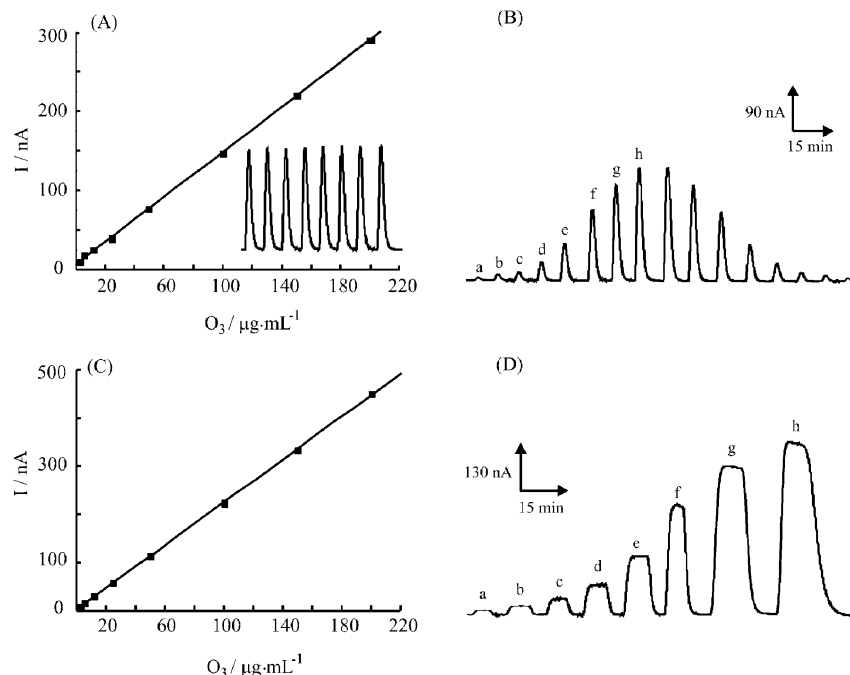 (A)
300
200
100
0
I / nA
20 60 100 140 180 220
O₃ / µg·mL⁻¹
(B)
90 nA
15 min
a b c d e f g h
(C)
500
300
100
0
I / nA
20 60 100 140 180 220
O₃ / µg·mL⁻¹
(D)
130 nA
15 min
a b c d e f g h